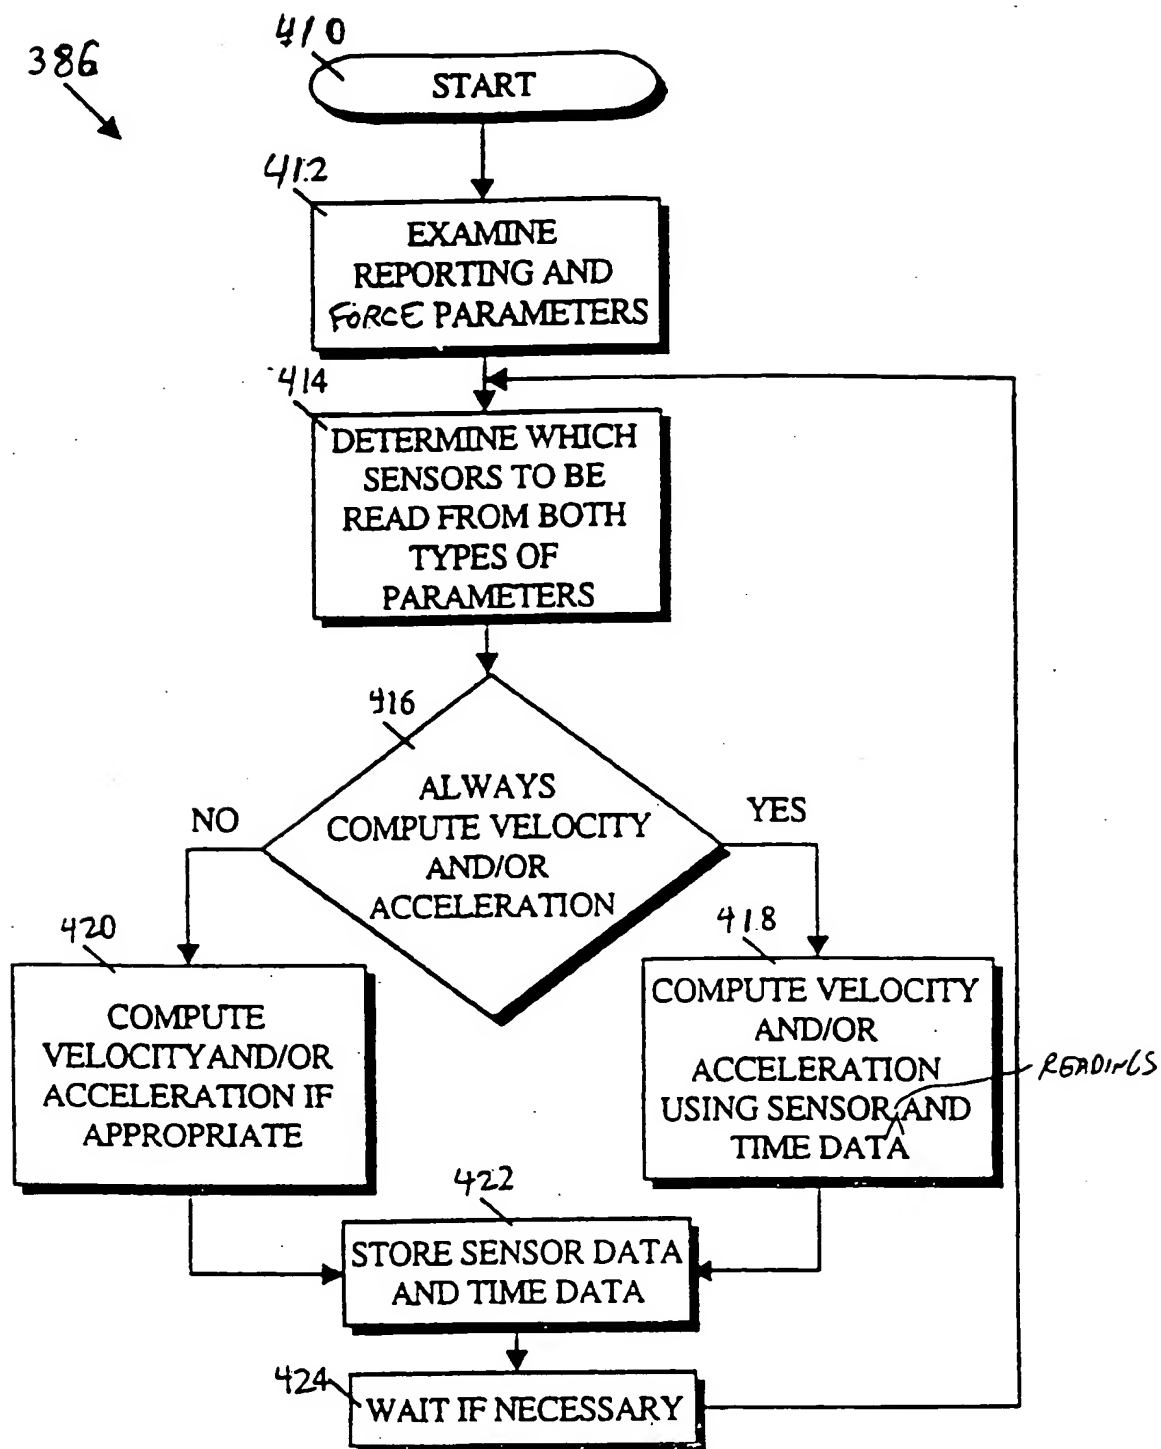 386
410
START
412
EXAMINE
REPORTING AND
FORCE PARAMETERS
414
DETERMINE WHICH
SENSORS TO BE
READ FROM BOTH
TYPES OF
PARAMETERS
416
ALWAYS
COMPUTE VELOCITY
AND/OR
ACCELERATION
NO
YES
420
COMPUTE
VELOCITY AND/OR
ACCELERATION IF
APPROPRIATE
418
COMPUTE VELOCITY
AND/OR
ACCELERATION
USING SENSOR AND
TIME DATA
READINGS
422
STORE SENSOR DATA
AND TIME DATA
424
WAIT IF NECESSARY